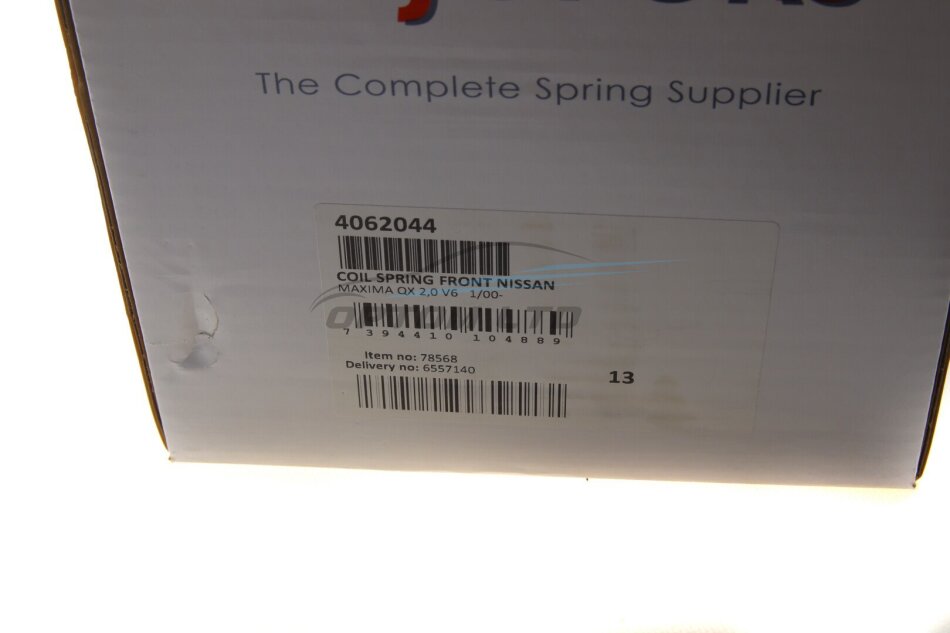 The Complete Spring Supplier
4062044
COIL SPRING FRONT NISSAN
MAXIMA QX 2,0 V6 1/00-
7 394410 104889
Item no: 78568
Delivery no: 6557140
13